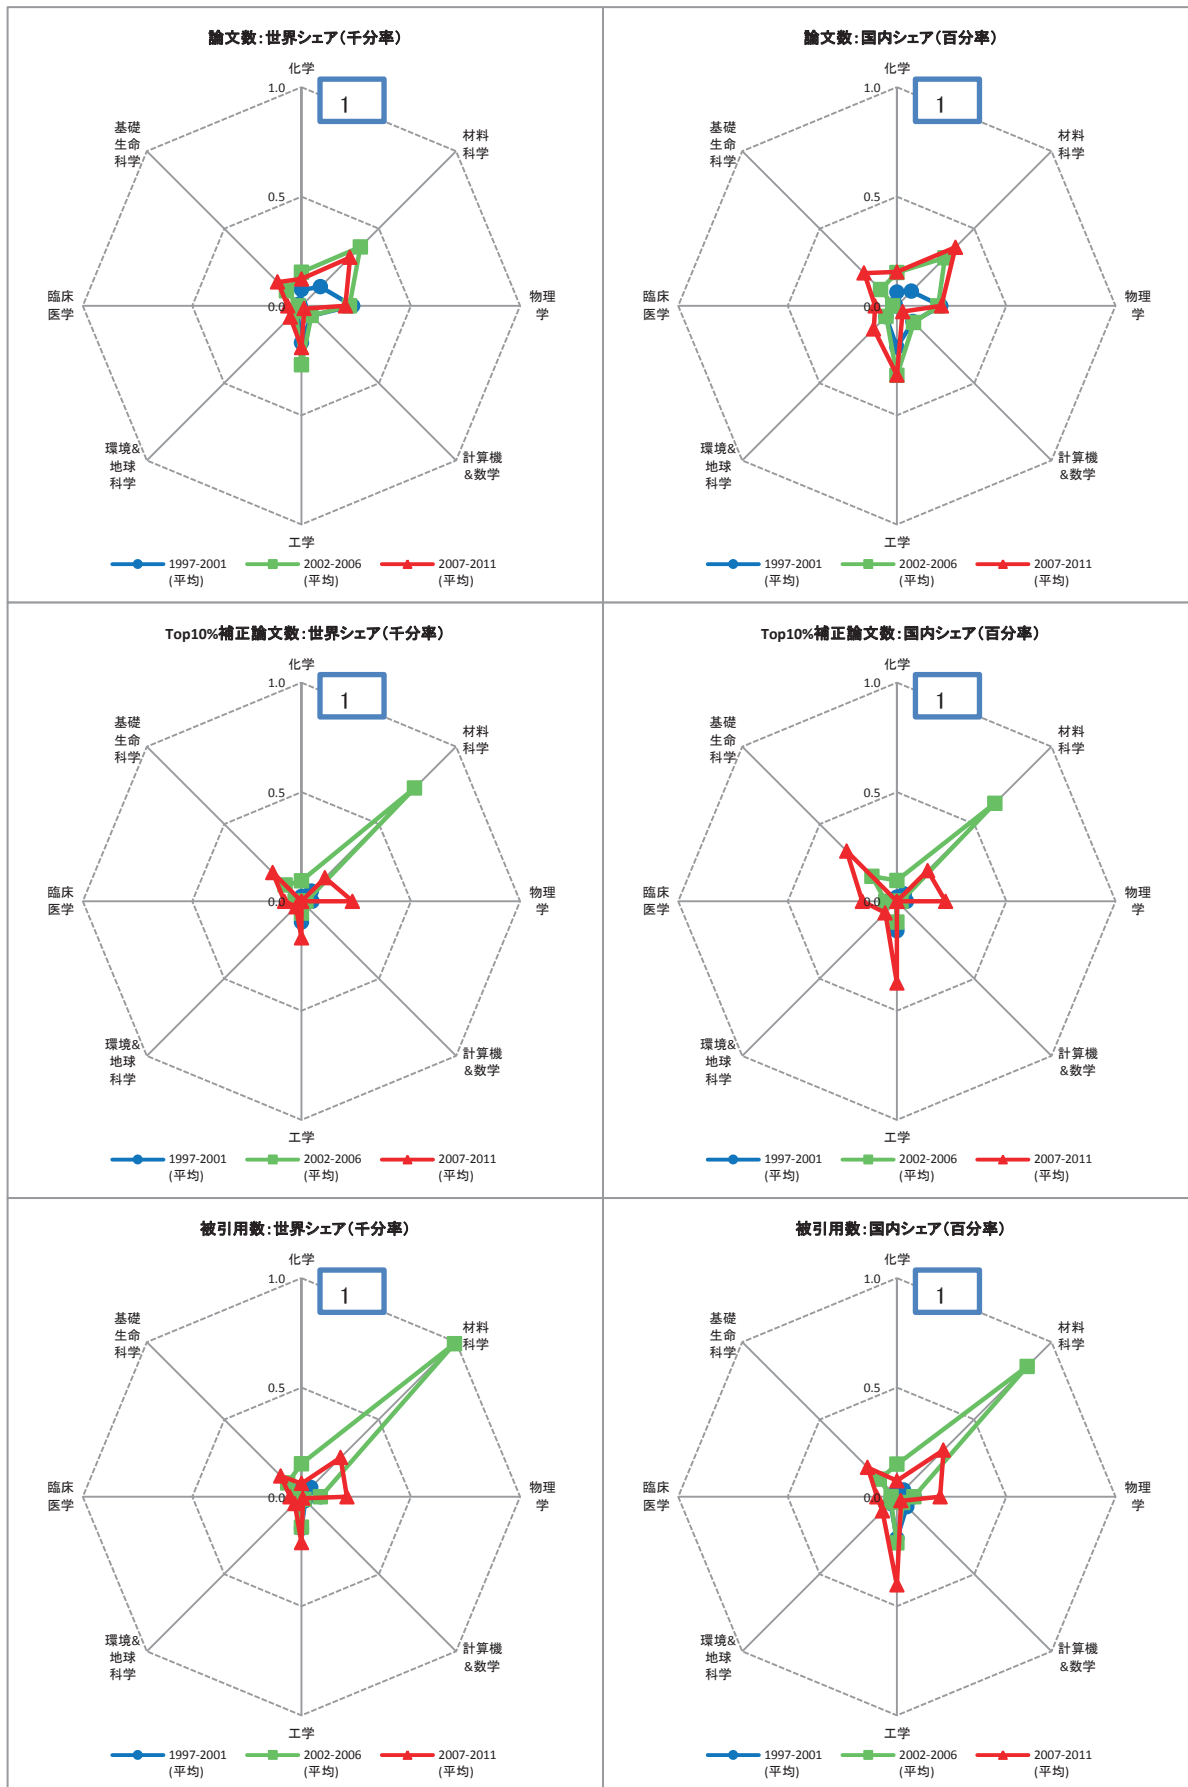 論文数：世界シェア（千分率）
化学
1.0
1
基礎
生命
科学
材料
科学
0.5
臨床
医学
0.0
物理
学
環境&
地球
科学
計算機
&数学
工学
1997-2001
(平均)
2002-2006
(平均)
2007-2011
(平均)
論文数：国内シェア（百分率）
化学
1.0
1
基礎
生命
科学
材料
科学
0.5
臨床
医学
0.0
物理
学
環境&
地球
科学
計算機
&数学
工学
1997-2001
(平均)
2002-2006
(平均)
2007-2011
(平均)
Top10%補正論文数：世界シェア（千分率）
化学
1.0
1
基礎
生命
科学
材料
科学
0.5
臨床
医学
0.0
物理
学
環境&
地球
科学
計算機
&数学
工学
1997-2001
(平均)
2002-2006
(平均)
2007-2011
(平均)
Top10%補正論文数：国内シェア（百分率）
化学
1.0
1
基礎
生命
科学
材料
科学
0.5
臨床
医学
0.0
物理
学
環境&
地球
科学
計算機
&数学
工学
1997-2001
(平均)
2002-2006
(平均)
2007-2011
(平均)
被引用数：世界シェア（千分率）
化学
1.0
1
基礎
生命
科学
材料
科学
0.5
臨床
医学
0.0
物理
学
環境&
地球
科学
計算機
&数学
工学
1997-2001
(平均)
2002-2006
(平均)
2007-2011
(平均)
被引用数：国内シェア（百分率）
化学
1.0
1
基礎
生命
科学
材料
科学
0.5
臨床
医学
0.0
物理
学
環境&
地球
科学
計算機
&数学
工学
1997-2001
(平均)
2002-2006
(平均)
2007-2011
(平均)